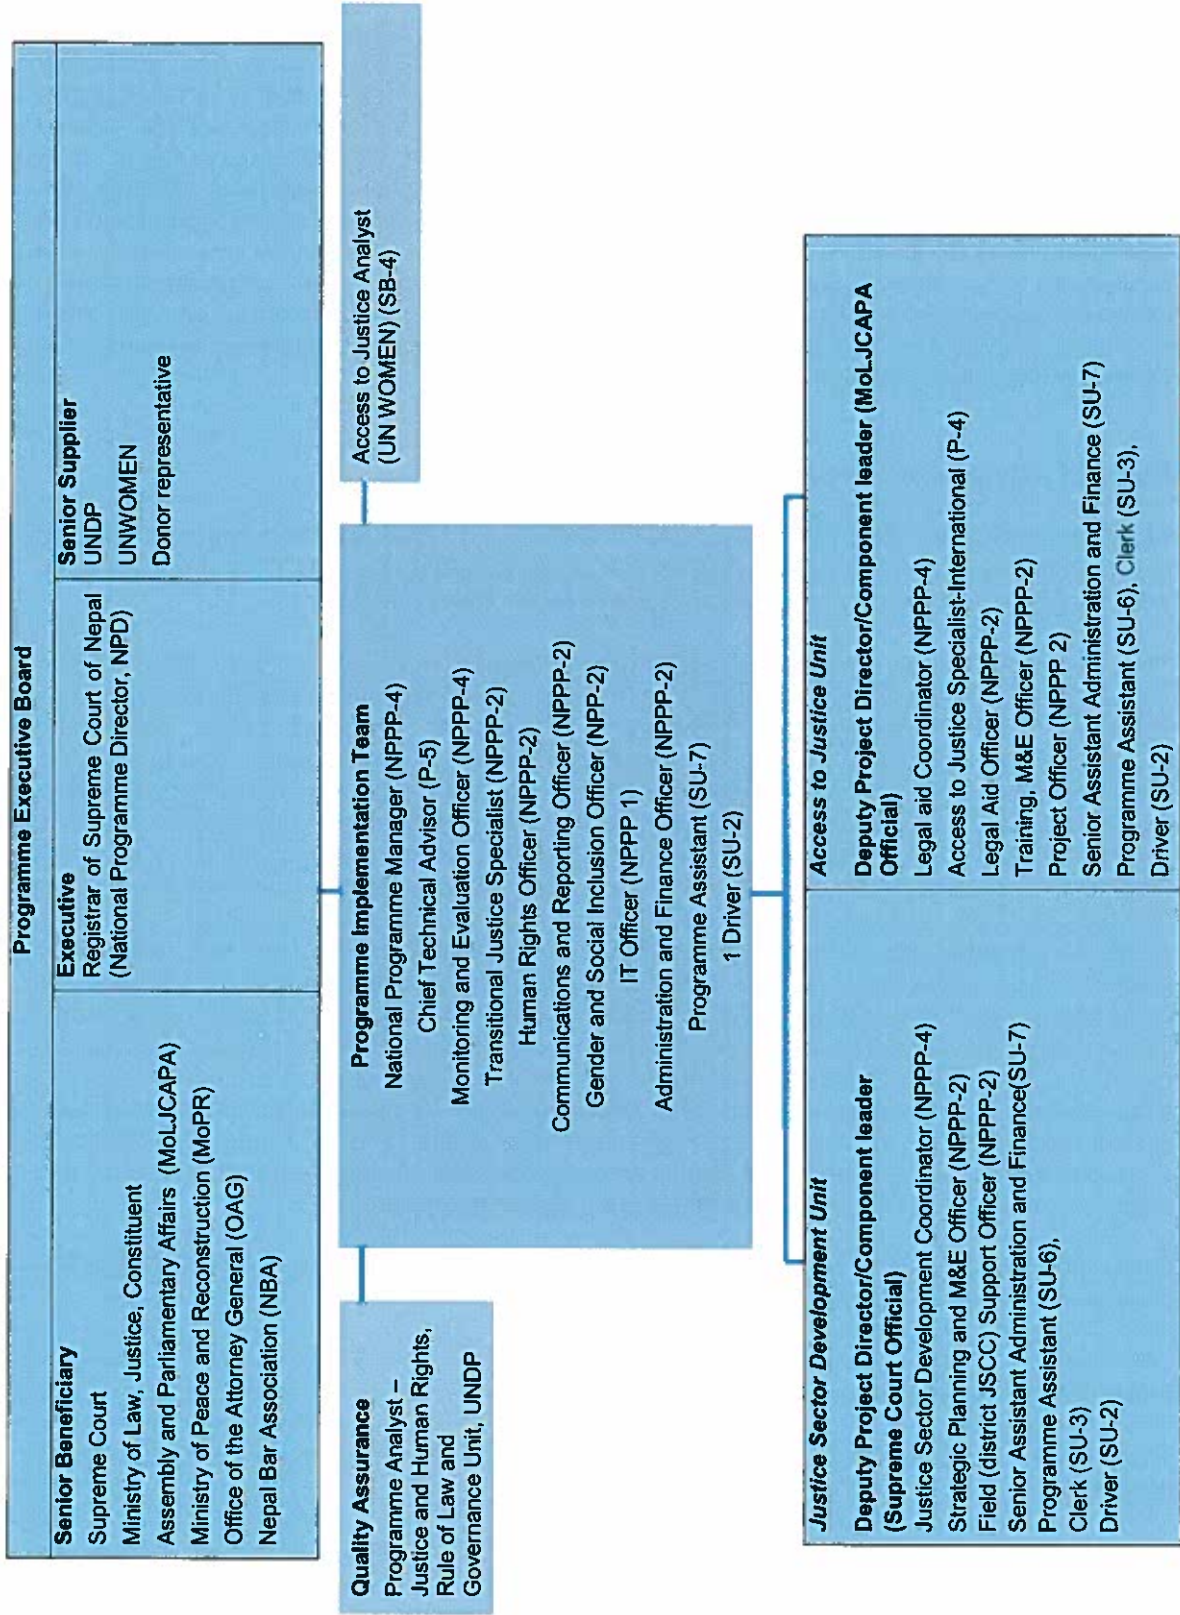 Programme Executive Board
Senior Beneficiary
Supreme Court
Ministry of Law, Justice, Constituent
Assembly and Parliamentary Affairs (MoLJCAPA)
Ministry of Peace and Reconstruction (MoPR)
Office of the Attorney General (OAG)
Nepal Bar Association (NBA)
Executive
Registrar of Supreme Court of Nepal
(National Programme Director, NPD)
Senior Supplier
UNDP
UNWOMEN
Donor representative
Quality Assurance
Programme Analyst –
Justice and Human Rights,
Rule of Law and
Governance Unit, UNDP
Programme Implementation Team
National Programme Manager (NPPP-4)
Chief Technical Advisor (P-5)
Monitoring and Evaluation Officer (NPPP-4)
Transitional Justice Specialist (NPPP-2)
Human Rights Officer (NPPP-2)
Communications and Reporting Officer (NPPP-2)
Gender and Social Inclusion Officer (NPP-2)
IT Officer (NPPP 1)
Administration and Finance Officer (NPPP-2)
Programme Assistant (SU-7)
1 Driver (SU-2)
Access to Justice Analyst
(UN WOMEN) (SB-4)
Justice Sector Development Unit
Deputy Project Director/Component leader
(Supreme Court Official)
Justice Sector Development Coordinator (NPPP-4)
Strategic Planning and M&E Officer (NPPP-2)
Field (district JSCC) Support Officer (NPPP-2)
Senior Assistant Administration and Finance(SU-7)
Programme Assistant (SU-6),
Clerk (SU-3)
Driver (SU-2)
Access to Justice Unit
Deputy Project Director/Component leader (MoLJCAPA
Official)
Legal aid Coordinator (NPPP-4)
Access to Justice Specialist-International (P-4)
Legal Aid Officer (NPPP-2)
Training, M&E Officer (NPPP-2)
Project Officer (NPPP 2)
Senior Assistant Administration and Finance (SU-7)
Programme Assistant (SU-6), Clerk (SU-3),
Driver (SU-2)